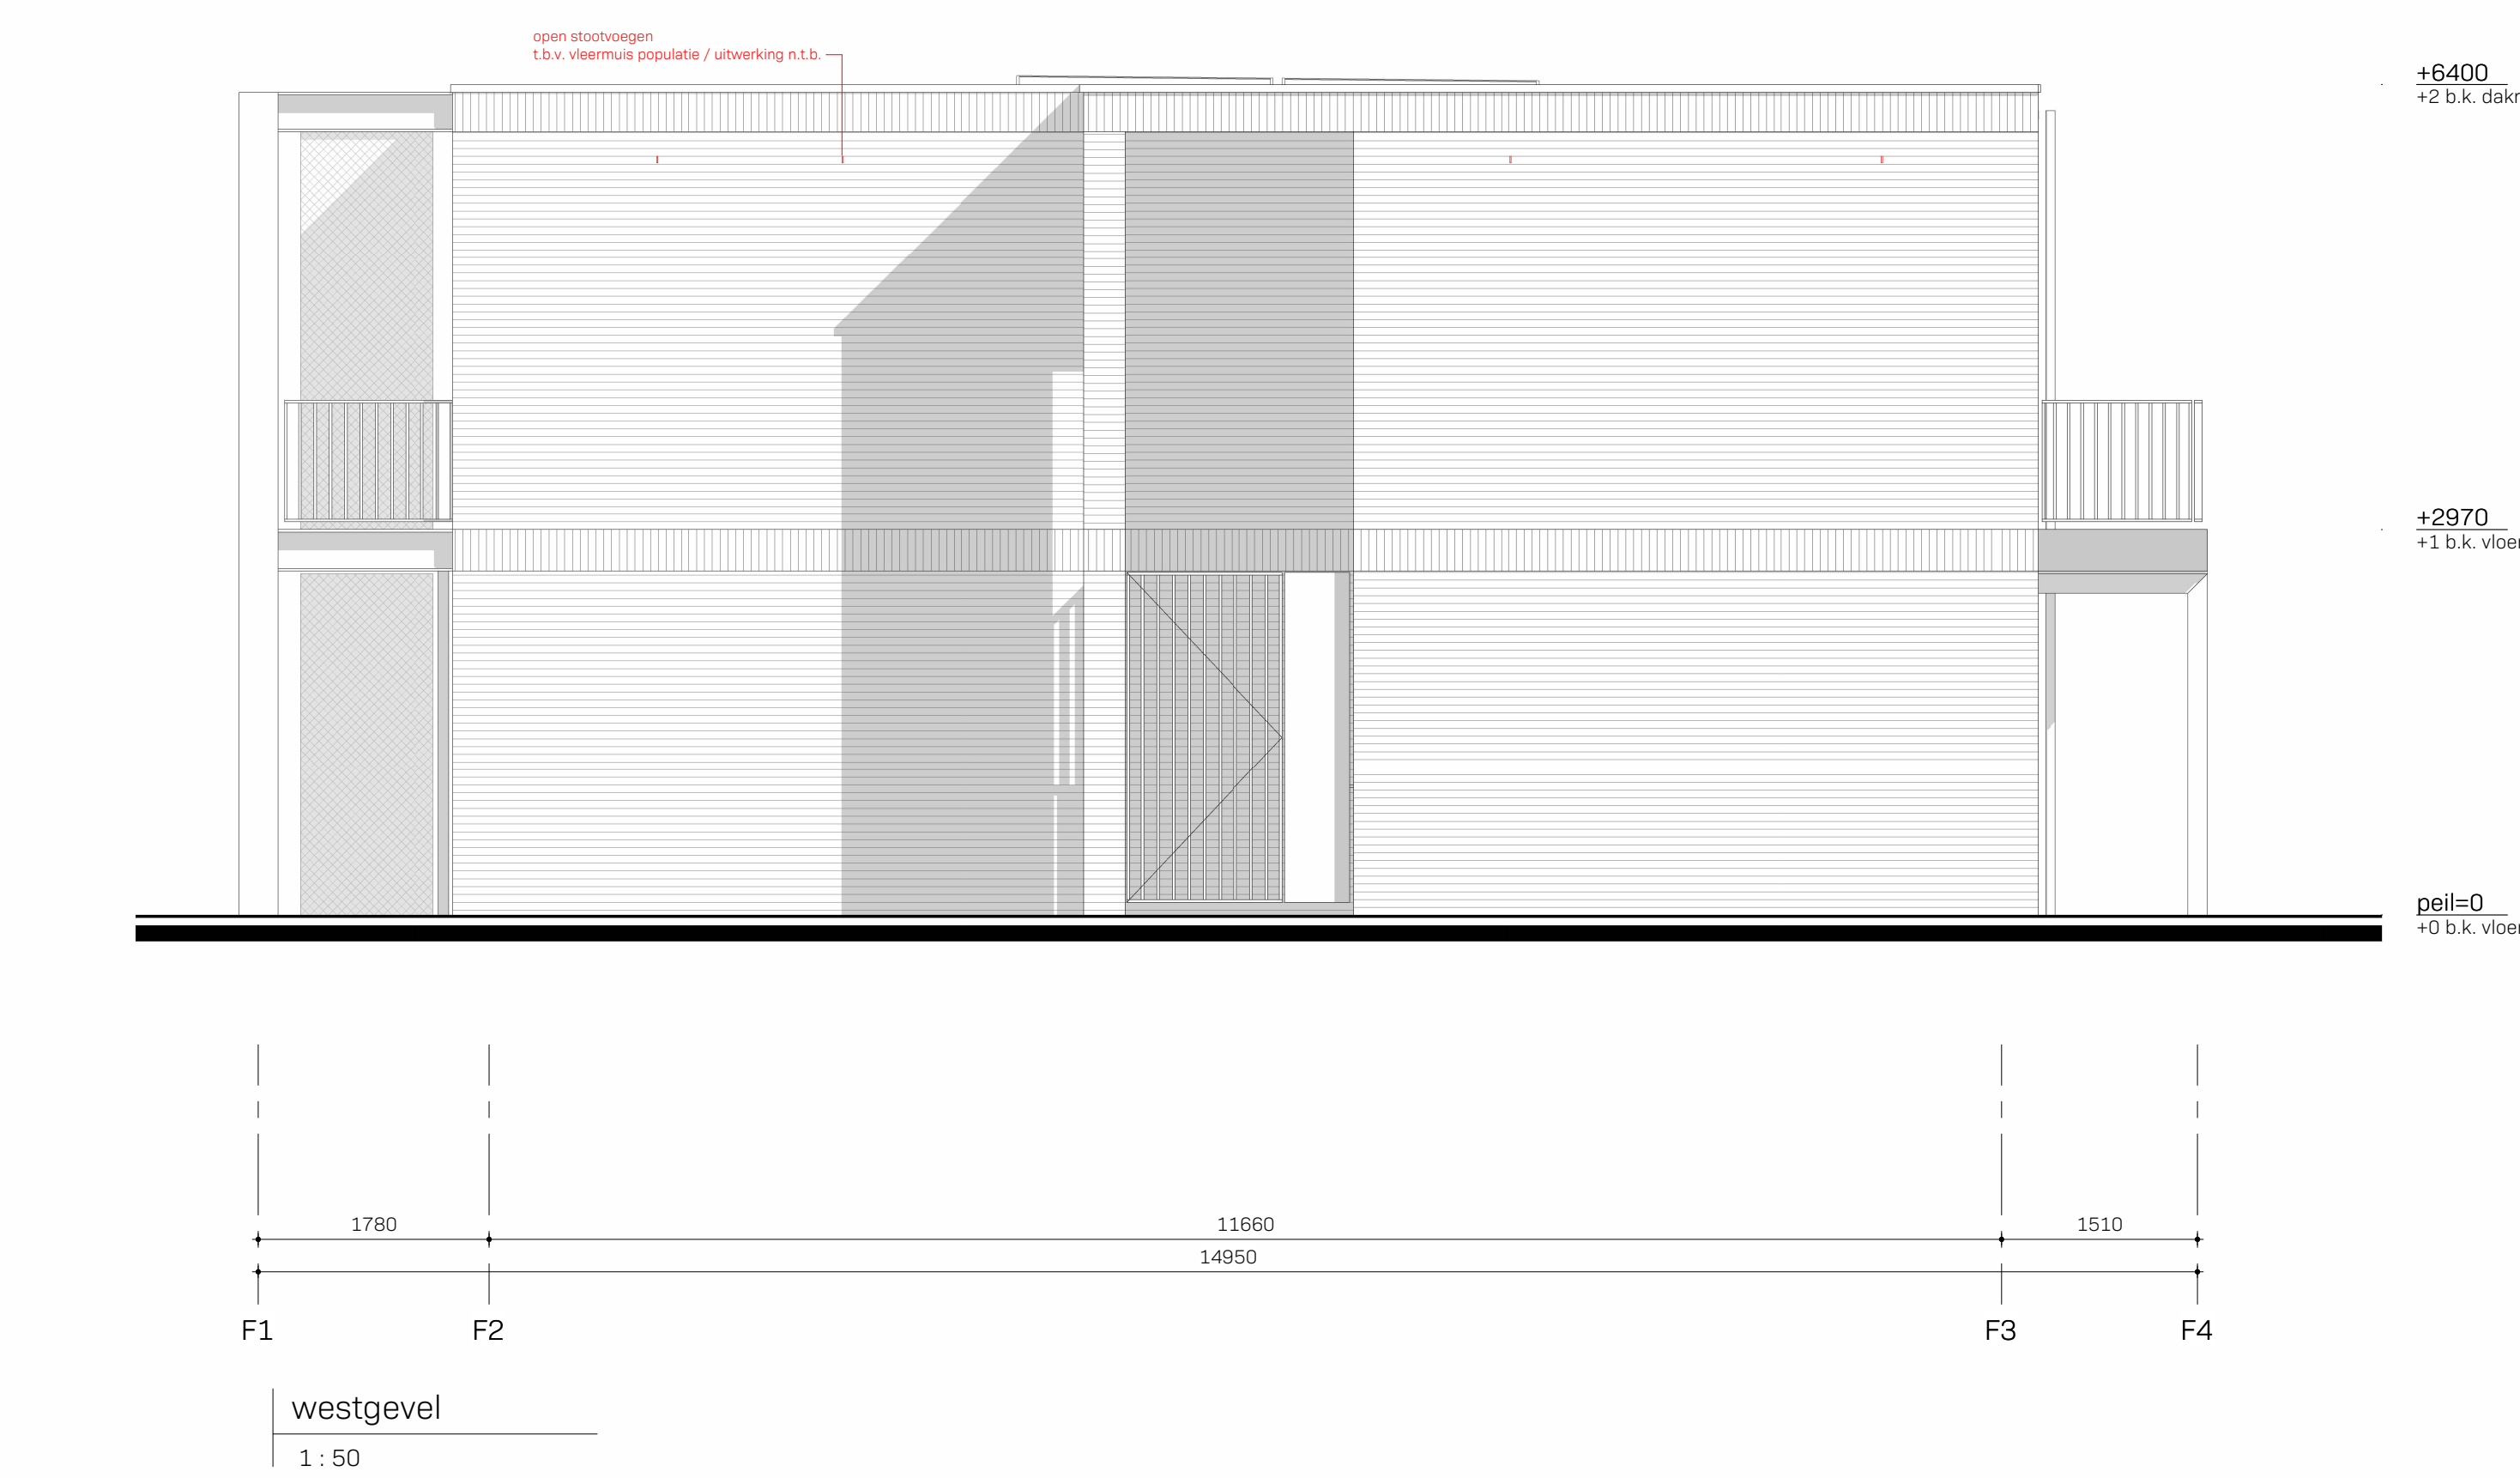 open stootvoegen
t.b.v. vleermuis populatie / uitwerking n.t.b.
+6400
+2 b.k. dakr
+2970
+1 b.k. vloer
peil=0
+0 b.k. vloer
1780
11660
1510
14950
F1
F2
F3
F4
westgevel
1 : 50